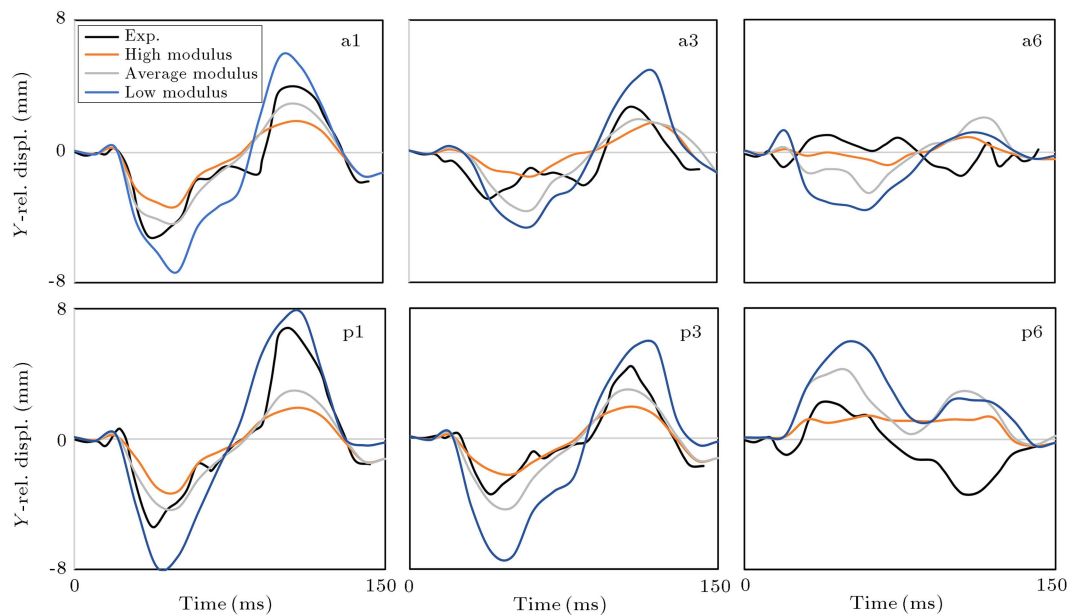 8
Exp.
High modulus
Average modulus
Low modulus
a1
a3
a6
Y-rel. displ. (mm)
0
-8
8
p1
p3
p6
Y-rel. displ. (mm)
0
-8
0 150 0 150 0 150
Time (ms) Time (ms) Time (ms)